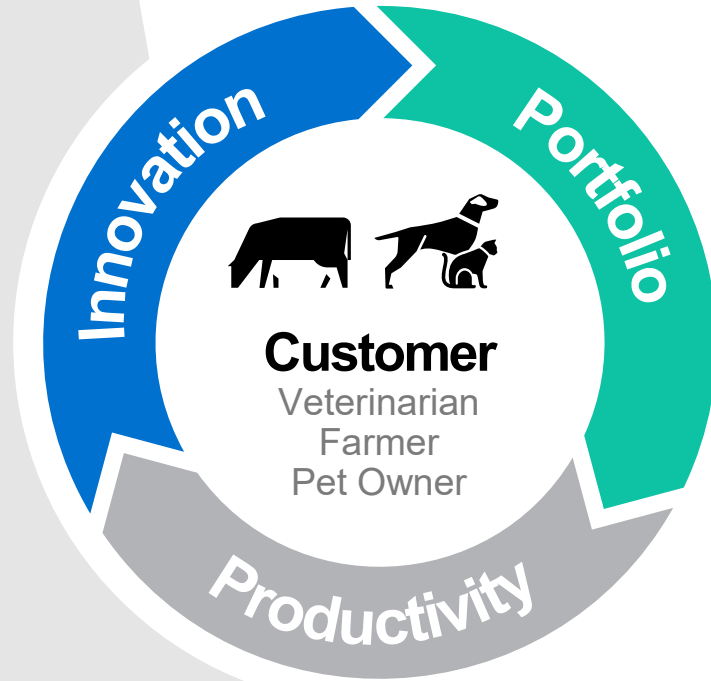 Innovation
Portfolio
Customer
Veterinarian
Farmer
Pet Owner
Productivity